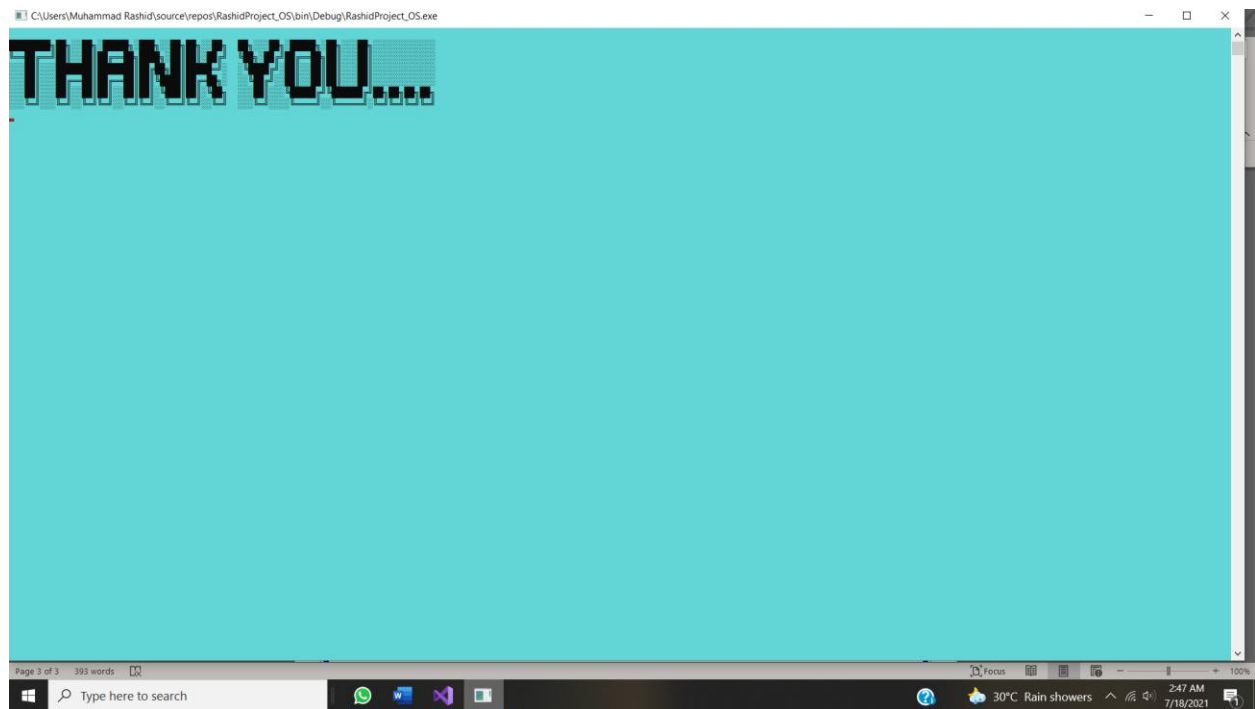 C:\Users\Muhammad Rashid\source\repos\RashidProject_OS\bin\Debug\RashidProject_OS.exe
THANK YOU....
Page 3 of 3 393 words Focus 100%
Type here to search 30°C Rain showers 2:47 AM
7/18/2021